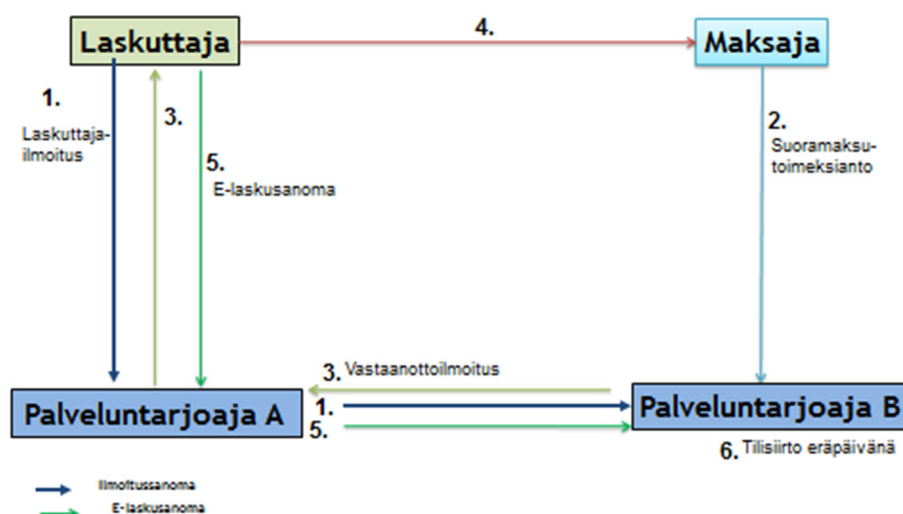 4.
Laskuttaja
Maksaja
1.
Laskuttaja-
ilmoitus
3.
5.
E-laskusanoma
2.
Suoramaksu-
toimeksianto
3. Vastaanottoilmoitus
Palveluntarjoaja A
1.
5.
Palveluntarjoaja B
6. Tilisiirto eräpäivänä
Ilmoitussanoma
E-laskusanoma